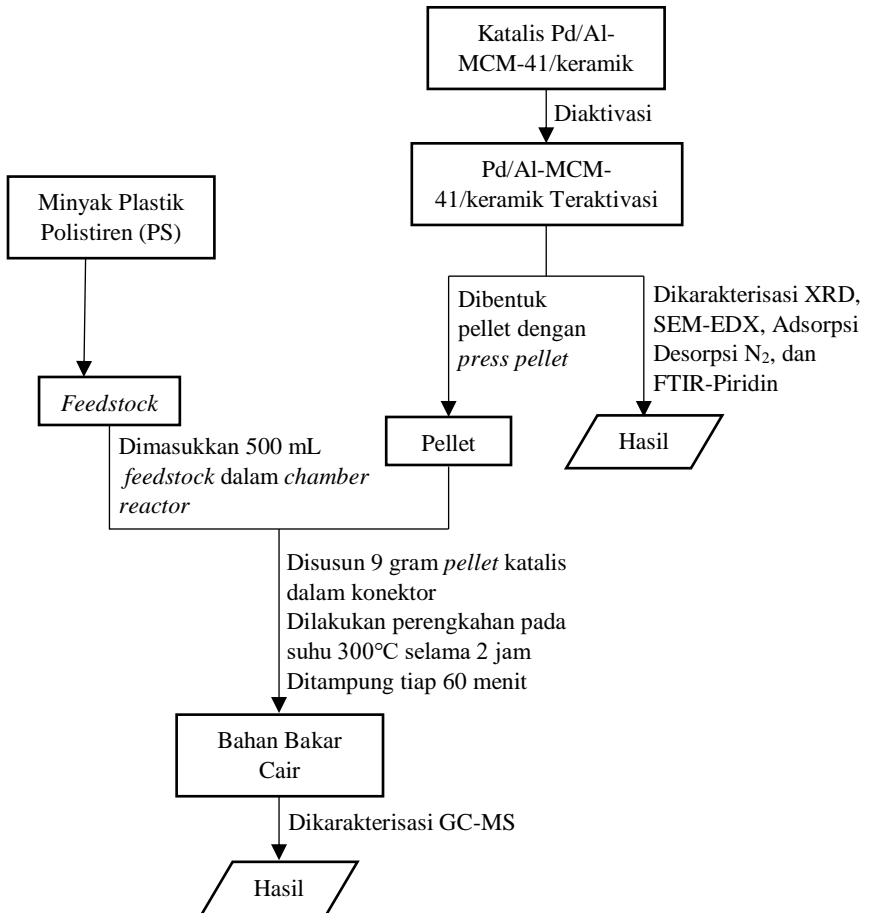 Katalis Pd/Al-
MCM-41/keramik
Diaktivasi
Pd/Al-MCM-
41/keramik Teraktivasi
Minyak Plastik
Polistiren (PS)
Dibentuk
pellet dengan
press pellet
Dikarakterisasi XRD,
SEM-EDX, Adsorpsi
Desorpsi N₂, dan
FTIR-Piridin
Feedstock
Pellet
Hasil
Dimasukkan 500 mL
feedstock dalam chamber
reactor
Disusun 9 gram pellet katalis
dalam konektor
Dilakukan perengkahan pada
suhu 300℃ selama 2 jam
Ditampung tiap 60 menit
Bahan Bakar
Cair
Dikarakterisasi GC-MS
Hasil